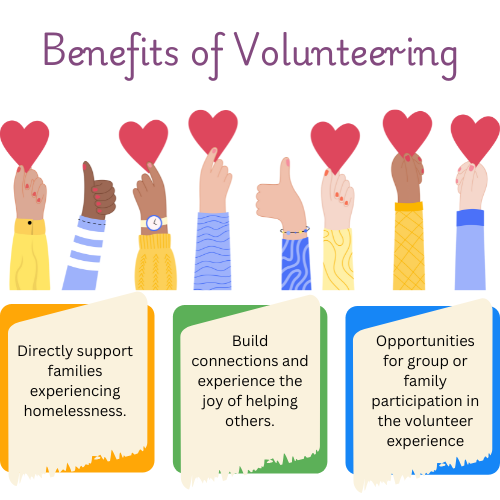 Benefits of Volunteering
Directly support
families
experiencing
homelessness.
Build
connections and
experience the
joy of helping
others.
Opportunities
for group or
family
participation in
the volunteer
experience